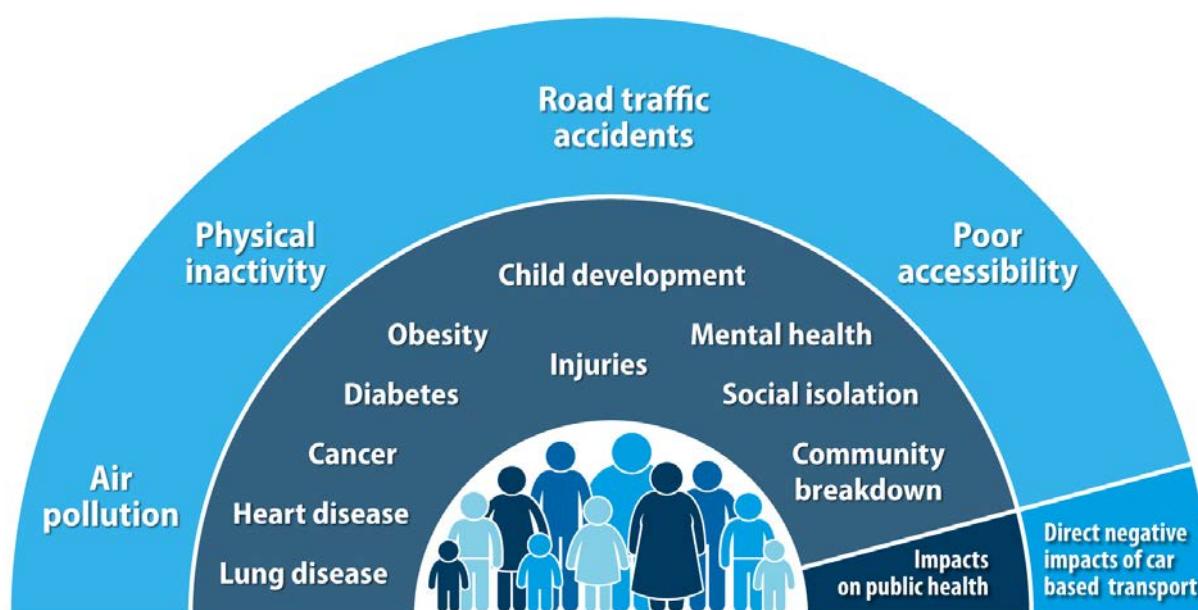 Road traffic
accidents
Physical
inactivity
Poor
accessibility
Air
pollution
Child development
Obesity
Mental health
Injuries
Diabetes
Social isolation
Cancer
Community
breakdown
Heart disease
Lung disease
Impacts
on public health
Direct negative
impacts of car
based transport